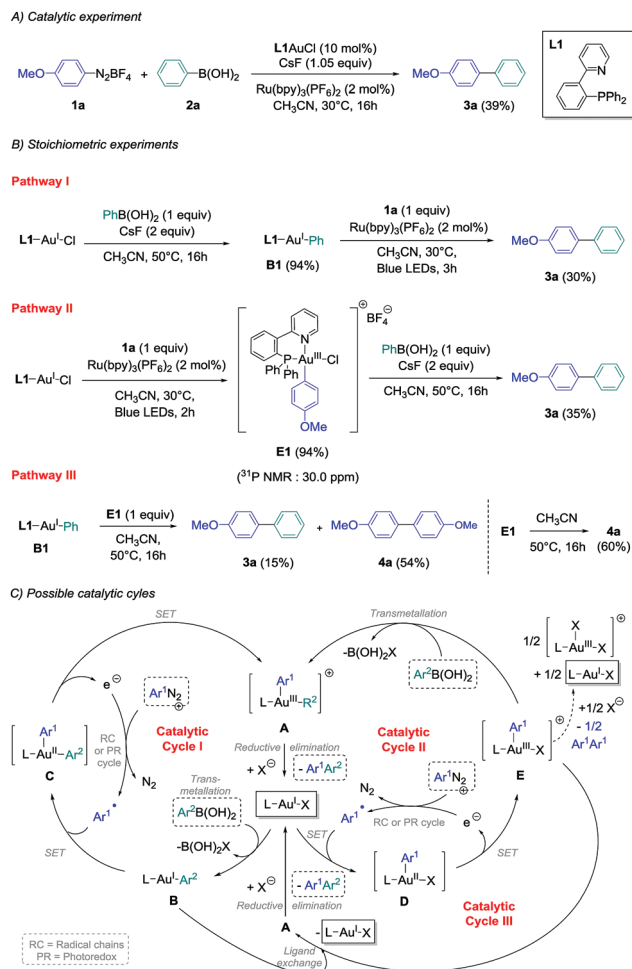 A) Catalytic experiment
MeO
N2BF4
1a
+
B(OH)2
2a
L1AuCl (10 mol%)
CsF (1.05 equiv)
Ru(bpy)3(PF6)2 (2 mol%)
CH3CN, 30°C, 16h
MeO
3a (39%)
L1
N
PPh2
B) Stoichiometric experiments
Pathway I
L1–AuI–Cl
PhB(OH)2 (1 equiv)
CsF (2 equiv)
CH3CN, 50°C, 16h
L1–AuI–Ph
B1 (94%)
1a (1 equiv)
Ru(bpy)3(PF6)2 (2 mol%)
CH3CN, 30°C,
Blue LEDs, 3h
MeO
3a (30%)
Pathway II
L1–AuI–Cl
1a (1 equiv)
Ru(bpy)3(PF6)2 (2 mol%)
CH3CN, 30°C,
Blue LEDs, 2h
⊕ BF4⊖
N
P–AuIII–Cl
Ph Ph
OMe
E1 (94%)
(31P NMR : 30.0 ppm)
PhB(OH)2 (1 equiv)
CsF (2 equiv)
CH3CN, 50°C, 16h
MeO
3a (35%)
Pathway III
L1–AuI–Ph
B1
E1 (1 equiv)
CH3CN,
50°C, 16h
MeO
3a (15%)
+
MeO OMe
4a (54%)
E1
CH3CN
50°C, 16h
4a
(60%)
C) Possible catalytic cyles
SET
Transmetallation
-B(OH)2X
Ar2B(OH)2
X
1/2 L–AuIII–X ⊕
+ 1/2 L–AuI–X
+1/2 X⊖
- 1/2
Ar1Ar1
e⊖
Ar1N2⊕
RC
or PR
cycle
N2
Ar1•
Ar1
L–AuII–Ar2
C
Catalytic
Cycle I
Ar1
L–AuIII–R2 ⊕
A
Catalytic
Cycle II
Ar1
L–AuIII–X ⊕
E
Reductive elimination
+ X⊖ - Ar1Ar2
L–AuI–X
Trans-
metallation
Ar2B(OH)2
-B(OH)2X
SET
L–AuI–Ar2
B
N2
Ar1N2⊕
Ar1•
RC or PR cycle
e⊖
SET
SET
Ar1
L–AuII–X
D
+ X⊖ - Ar1Ar2
Reductive elimination
A
Catalytic
Cycle III
- L–AuI–X
Ligand
exchange
RC = Radical chains
PR = Photoredox